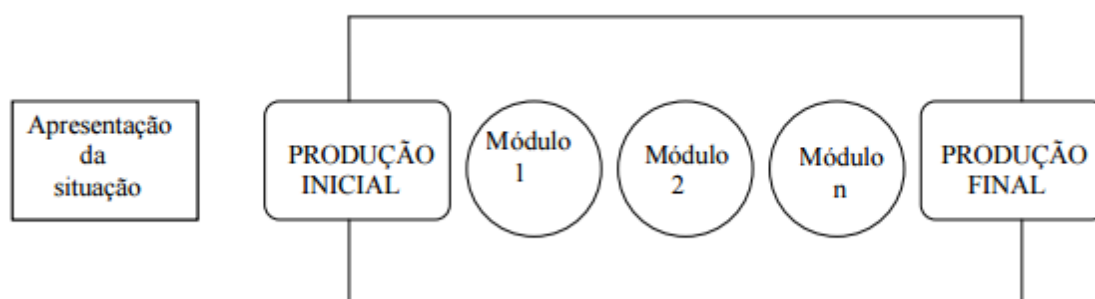 Apresentação
da
situação
PRODUÇÃO
INICIAL
Módulo
1
Módulo
2
Módulo
n
PRODUÇÃO
FINAL